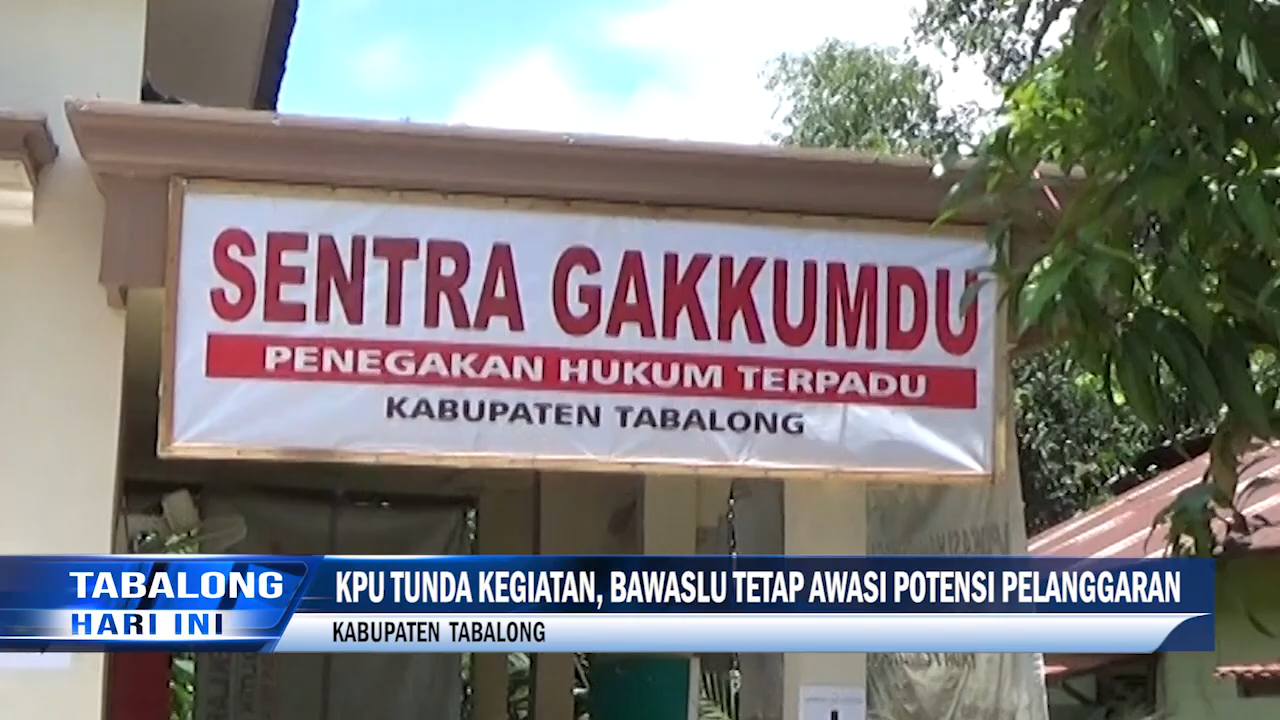 SENTRA GAKKUMDU
PENEGAKAN HUKUM TERPADU
KABUPATEN TABALONG
TABALONG
HARI INI
KPU TUNDA KEGIATAN, BAWASLU TETAP AWASI POTENSI PELANGGARAN
KABUPATEN TABALONG